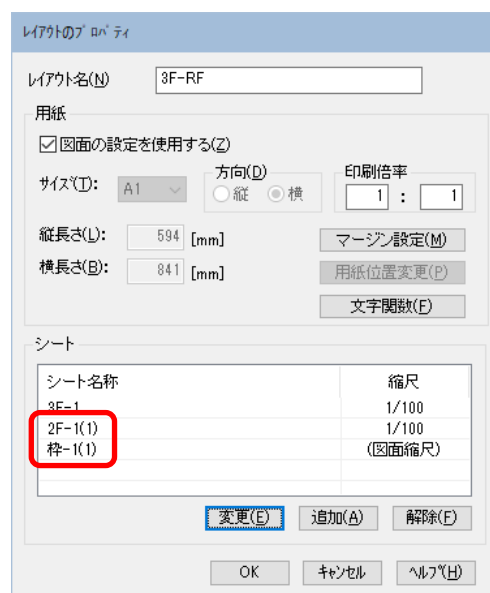 レイアウトのプロパティ
レイアウト名(N) 3F-RF
用紙
☑図面の設定を使用する(Z)
サイズ(T): A1 方向(D) 縦 横 印刷倍率 1 : 1
縦長さ(L): 594 [mm] マージン設定(M)
横長さ(B): 841 [mm] 用紙位置変更(P)
文字関数(F)
シート
シート名称 縮尺
3F-1 1/100
2F-1(1) 1/100
枠-1(1) (図面縮尺)
変更(E) 追加(A) 解除(F)
OK キャンセル ヘルプ(H)